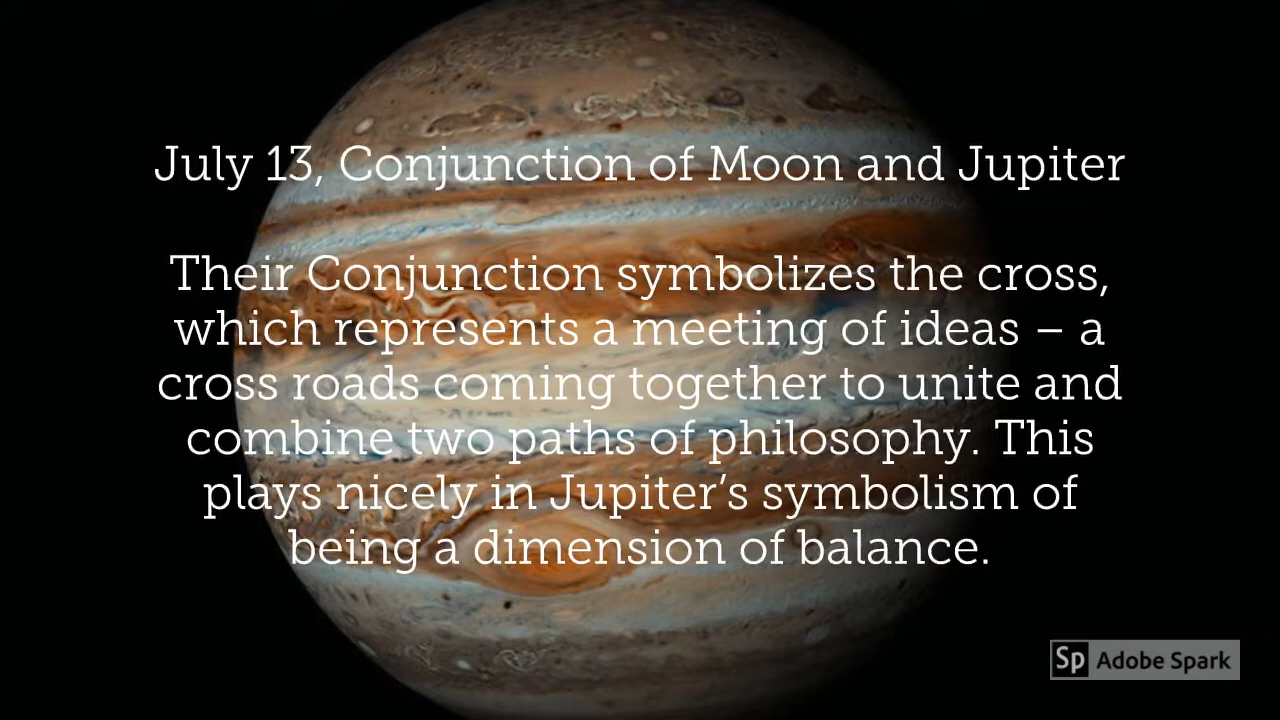 July 13, Conjunction of Moon and Jupiter
Their Conjunction symbolizes the cross,
which represents a meeting of ideas – a
cross roads coming together to unite and
combine two paths of philosophy. This
plays nicely in Jupiter’s symbolism of
being a dimension of balance.
Sp Adobe Spark